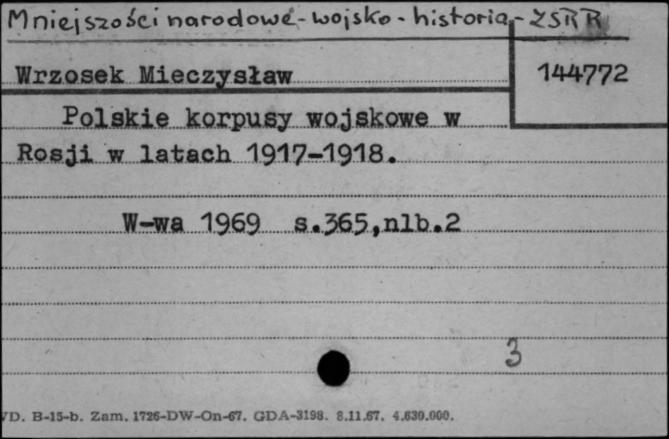 Mniejszości narodowe - wojsko - historia - ZSRR
Wrzosek Mieczysław
144772
Polskie korpusy wojskowe w
Rosji w latach 1917-1918.
W-wa 1969 s.365,nlb.2
3
VD. B-15-b. Zam. 1726-DW-On-67. GDA-3198. 8.11.67. 4.630.000.